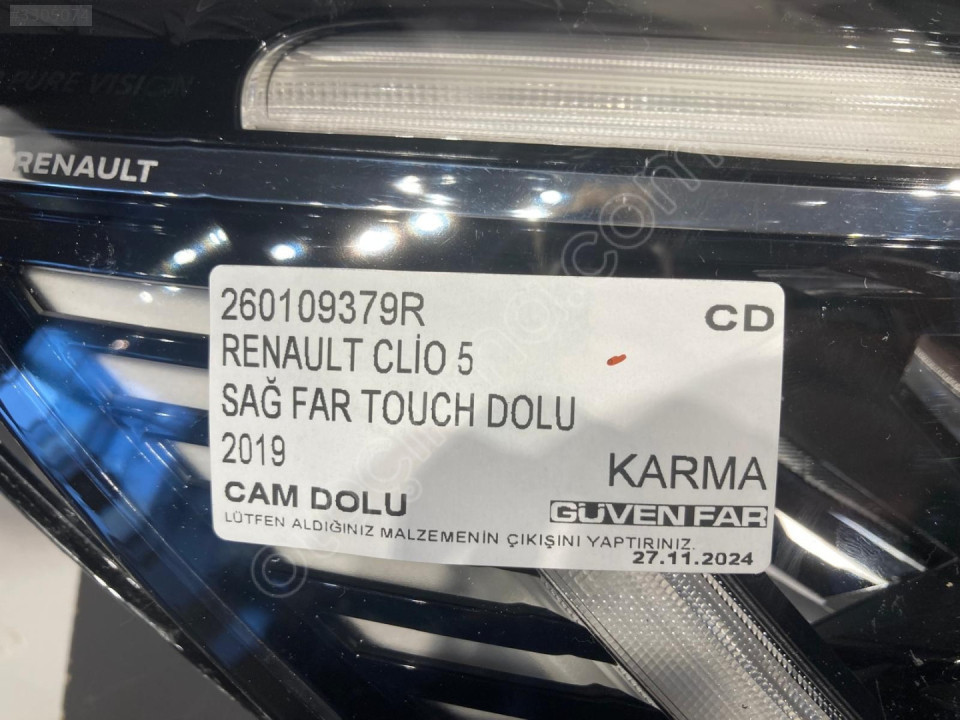 PURE VISION
RENAULT
260109379R
CD
RENAULT CLİO 5
SAĞ FAR TOUCH DOLU
2019
KARMA
CAM DOLU
GÜVEN FAR
LÜTFEN ALDIĞINIZ MALZEMENİN ÇIKIŞINI YAPTIRINIZ.
27.11.2024